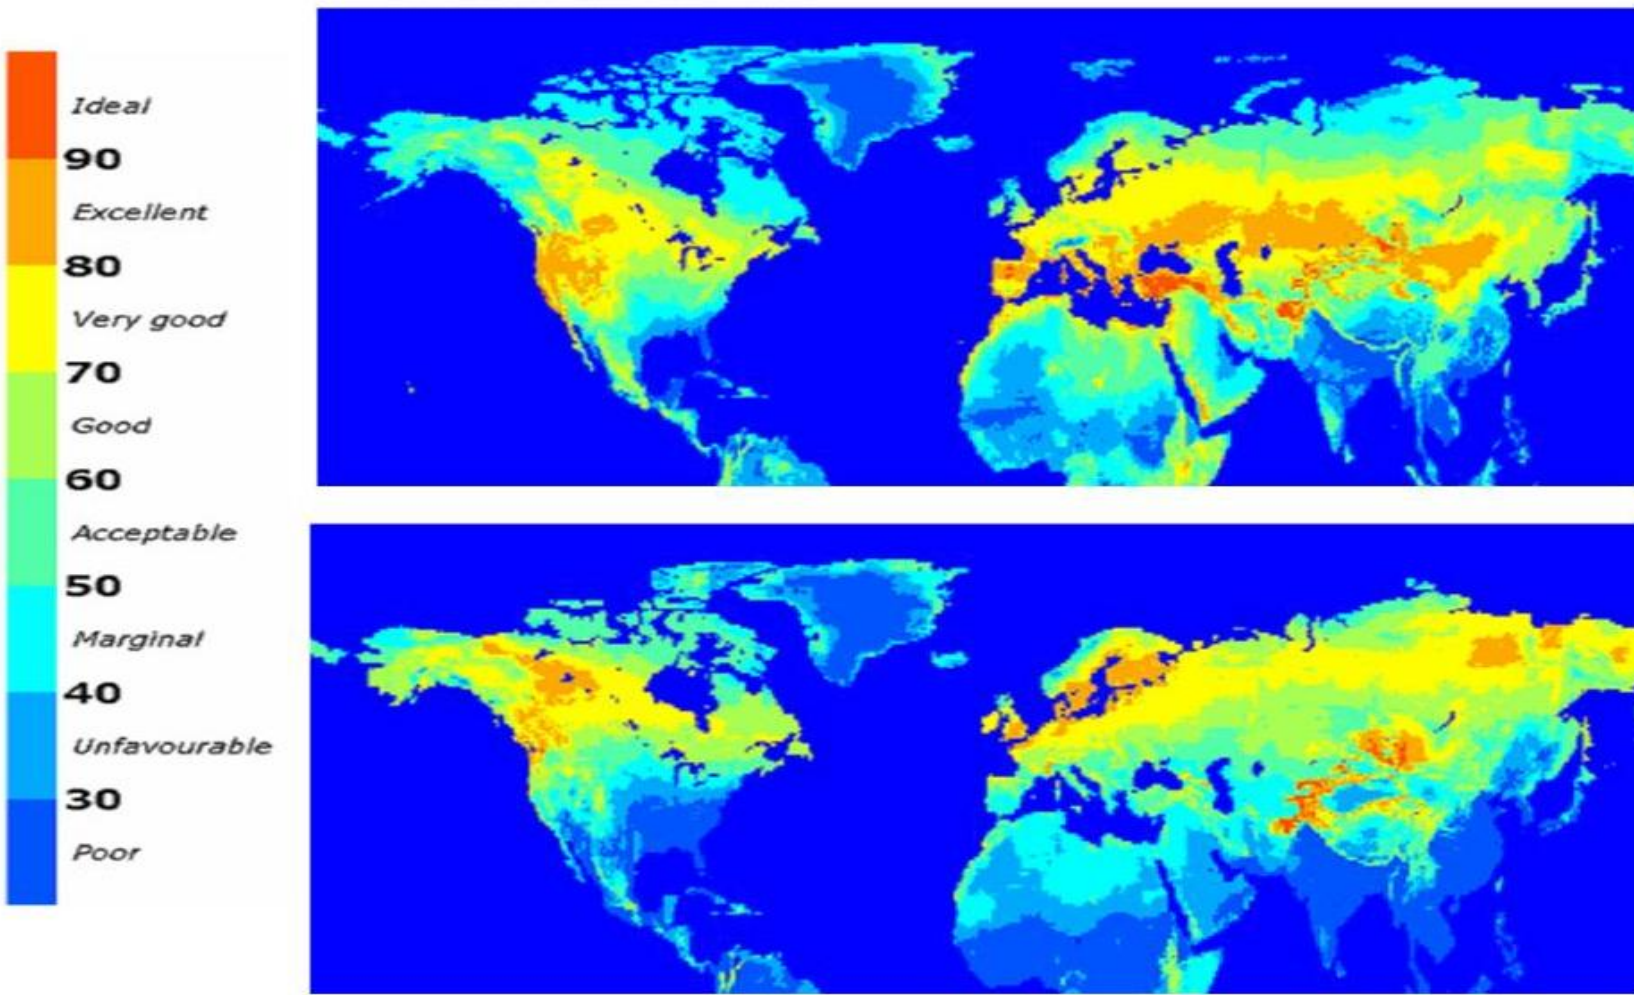 Ideal
90
Excellent
80
Very good
70
Good
60
Acceptable
50
Marginal
40
Unfavourable
30
Poor